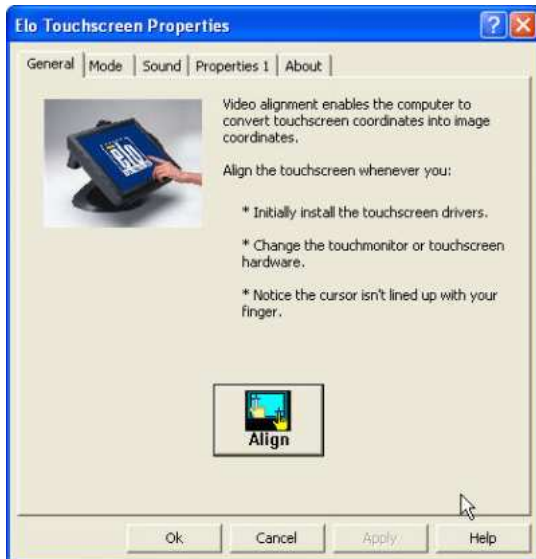 Elo Touchscreen Properties
General Mode Sound Properties 1 About
Video alignment enables the computer to
convert touchscreen coordinates into image
coordinates.
Align the touchscreen whenever you:
* Initially install the touchscreen drivers.
* Change the touchmonitor or touchscreen
hardware.
* Notice the cursor isn't lined up with your
finger.
elo
Align
Ok Cancel Apply Help